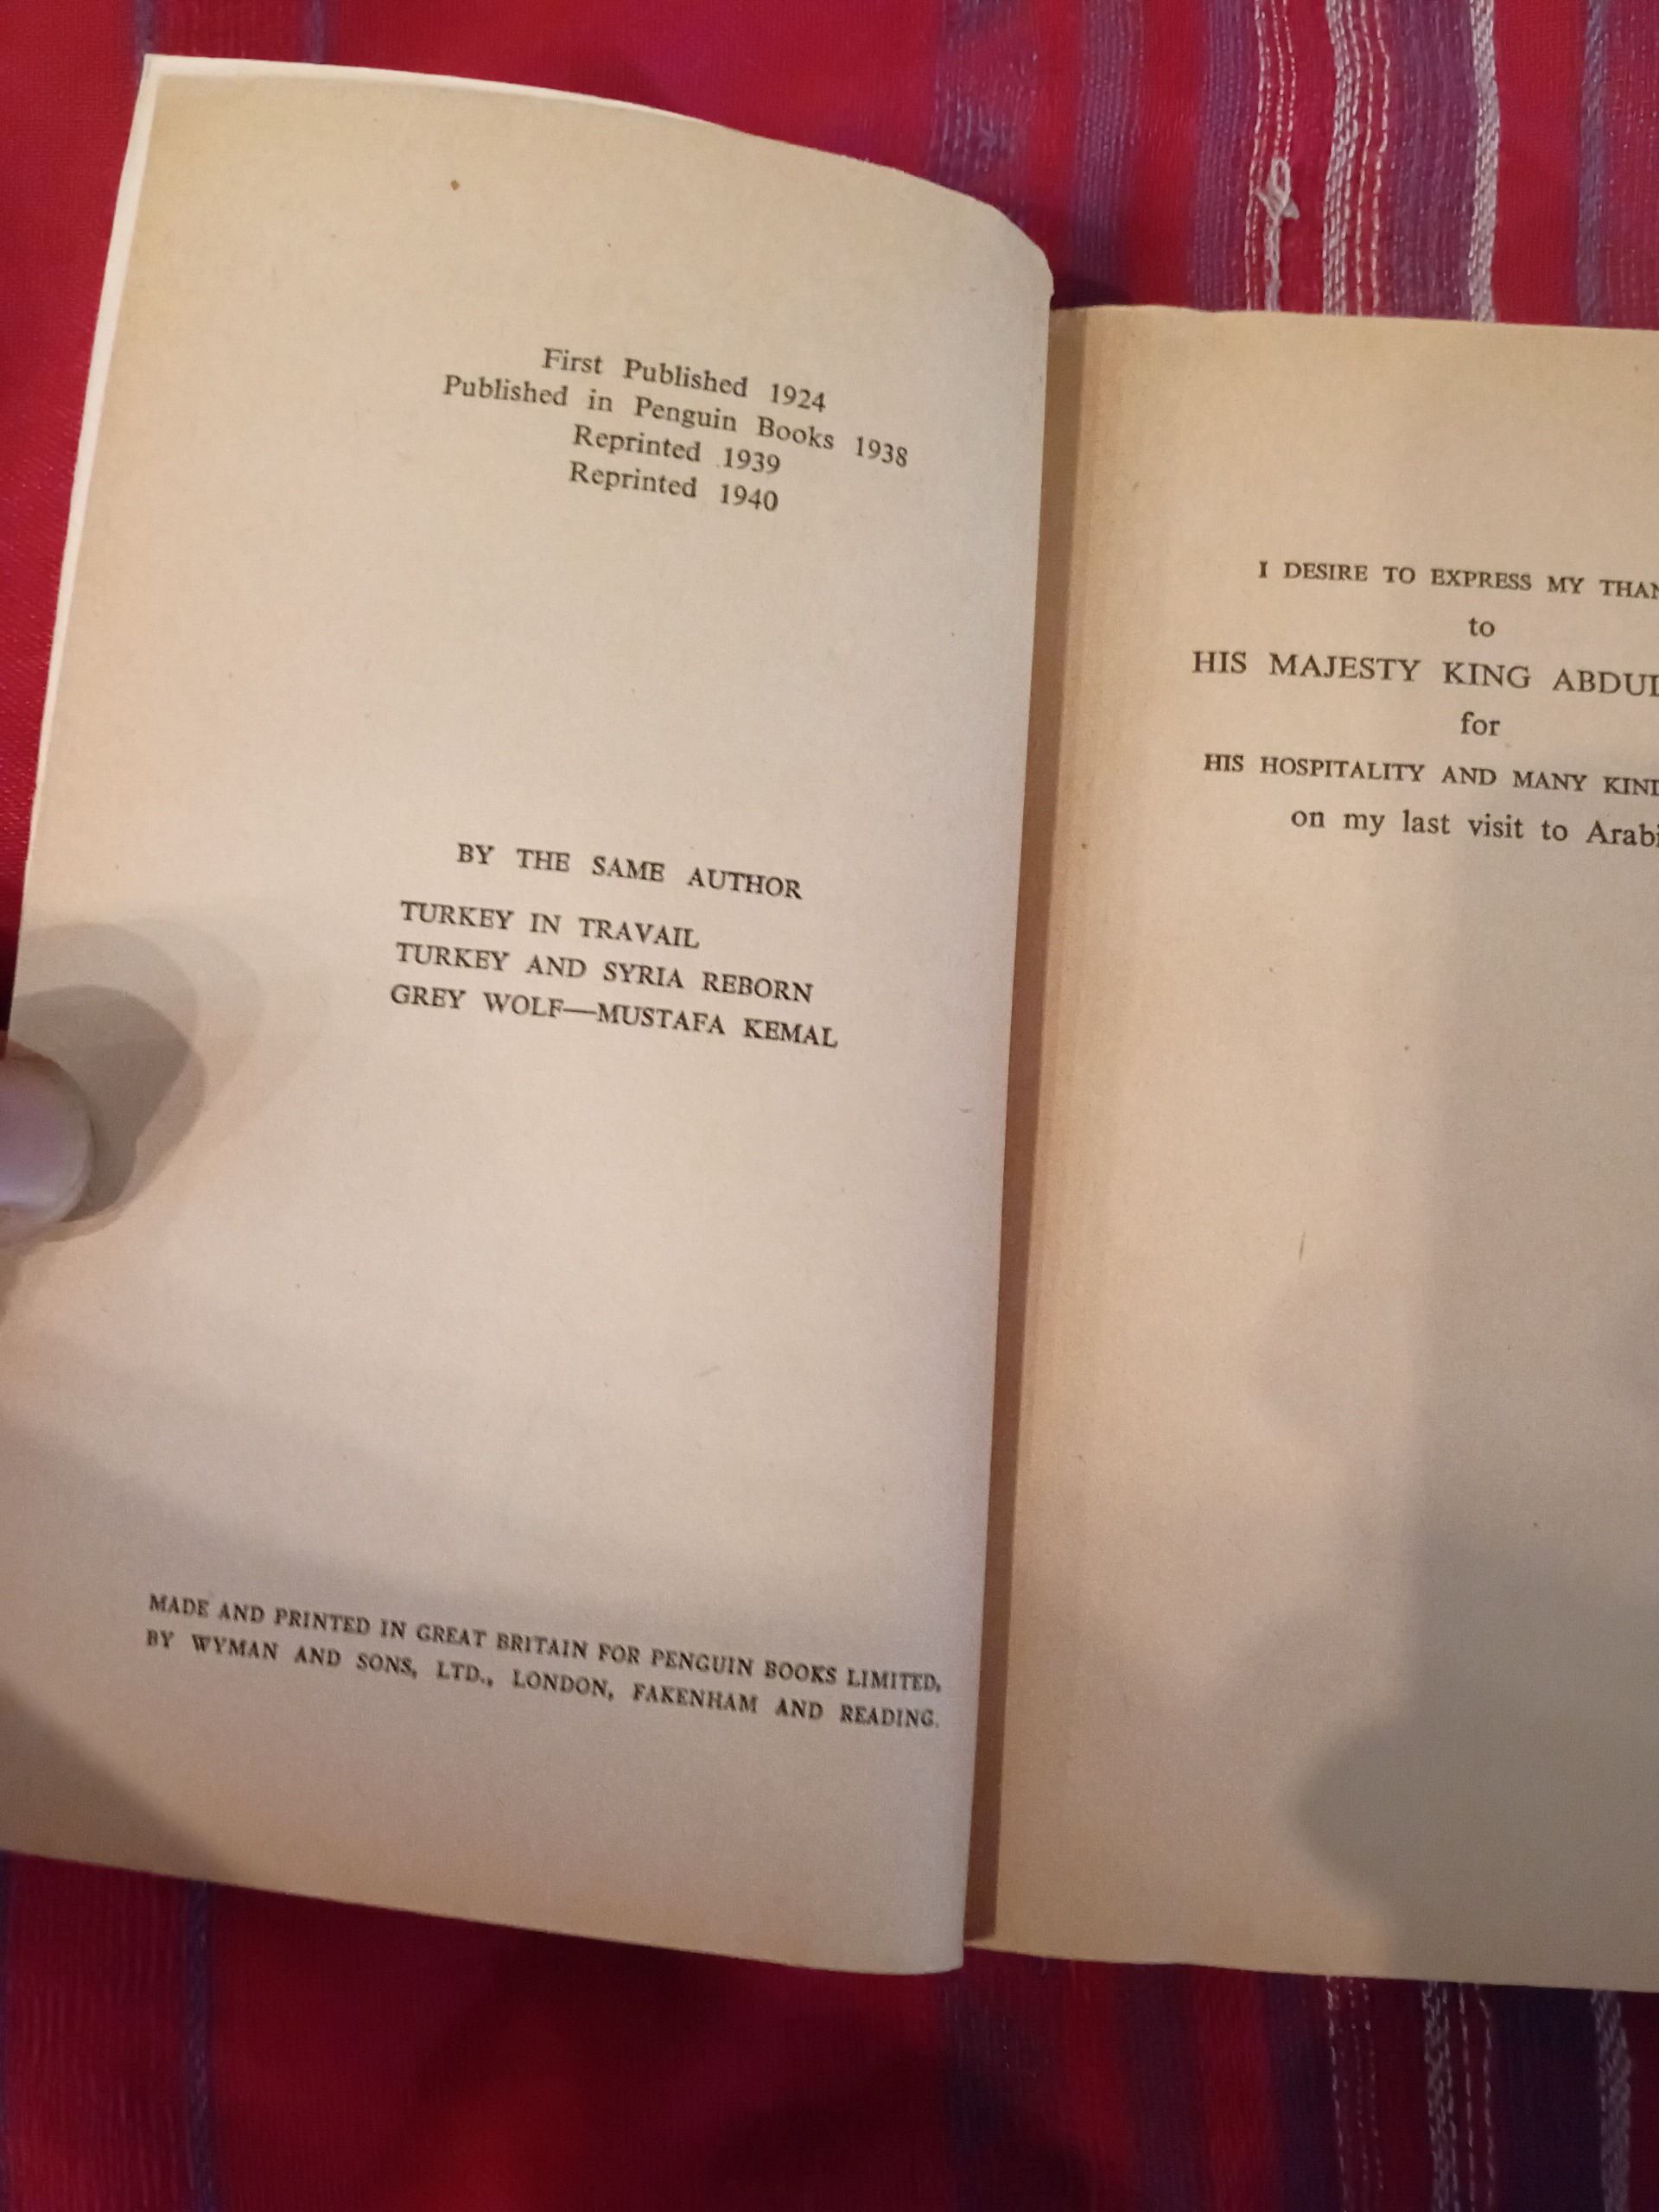 First Published 1924
Published in Penguin Books 1938
Reprinted 1939
Reprinted 1940
BY THE SAME AUTHOR
TURKEY IN TRAVAIL
TURKEY AND SYRIA REBORN
GREY WOLF—MUSTAFA KEMAL
MADE AND PRINTED IN GREAT BRITAIN FOR PENGUIN BOOKS LIMITED,
BY WYMAN AND SONS, LTD., LONDON, FAKENHAM AND READING.
I DESIRE TO EXPRESS MY
to
HIS MAJESTY KING
for
HIS HOSPITALITY AND MANY
on my last visit to